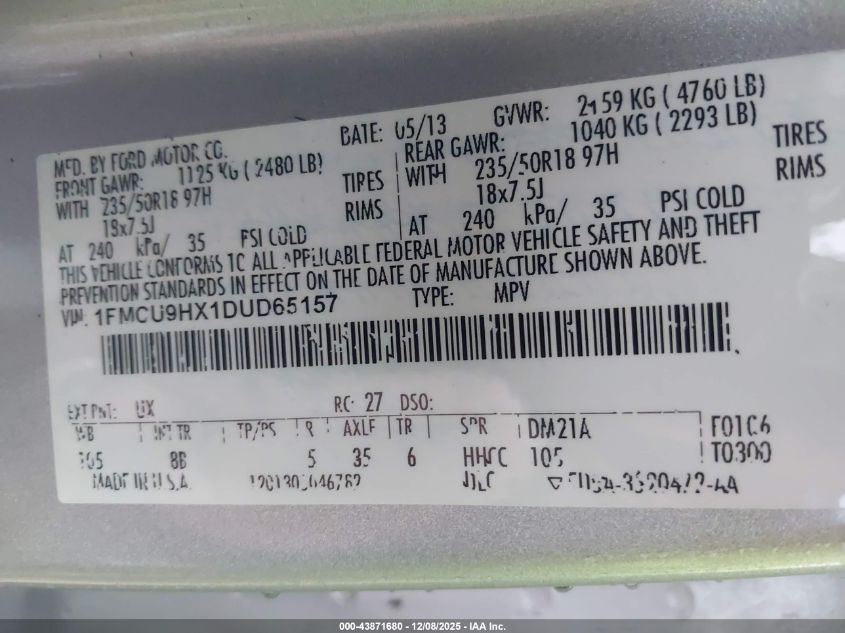 MFD. BY FORD MOTOR CO.
DATE: 05/13 GVWR: 2159 KG ( 4760 LB)
FRONT GAWR: 1125 KG ( 2480 LB)
REAR GAWR: 1040 KG ( 2293 LB)
WITH 235/50R18 97H TIRES
WITH 235/50R18 97H TIRES
18x7.5J RIMS
18x7.5J RIMS
AT 240 kPa/ 35 PSI COLD
AT 240 kPa/ 35 PSI COLD
THIS VEHICLE CONFORMS TO ALL APPLICABLE FEDERAL MOTOR VEHICLE SAFETY AND THEFT
PREVENTION STANDARDS IN EFFECT ON THE DATE OF MANUFACTURE SHOWN ABOVE.
VIN: 1FMCU9HX1DUD65157 TYPE: MPV
EXT PNT: UX RC: 27 DSO:
WB INT TR TP/PS R AXLE TR SPR DM21A F01C6
105 8B 5 35 6 HHCC 105 T0300
MADE IN U.S.A.
000-43871680 - 12/08/2025 - IAA Inc.